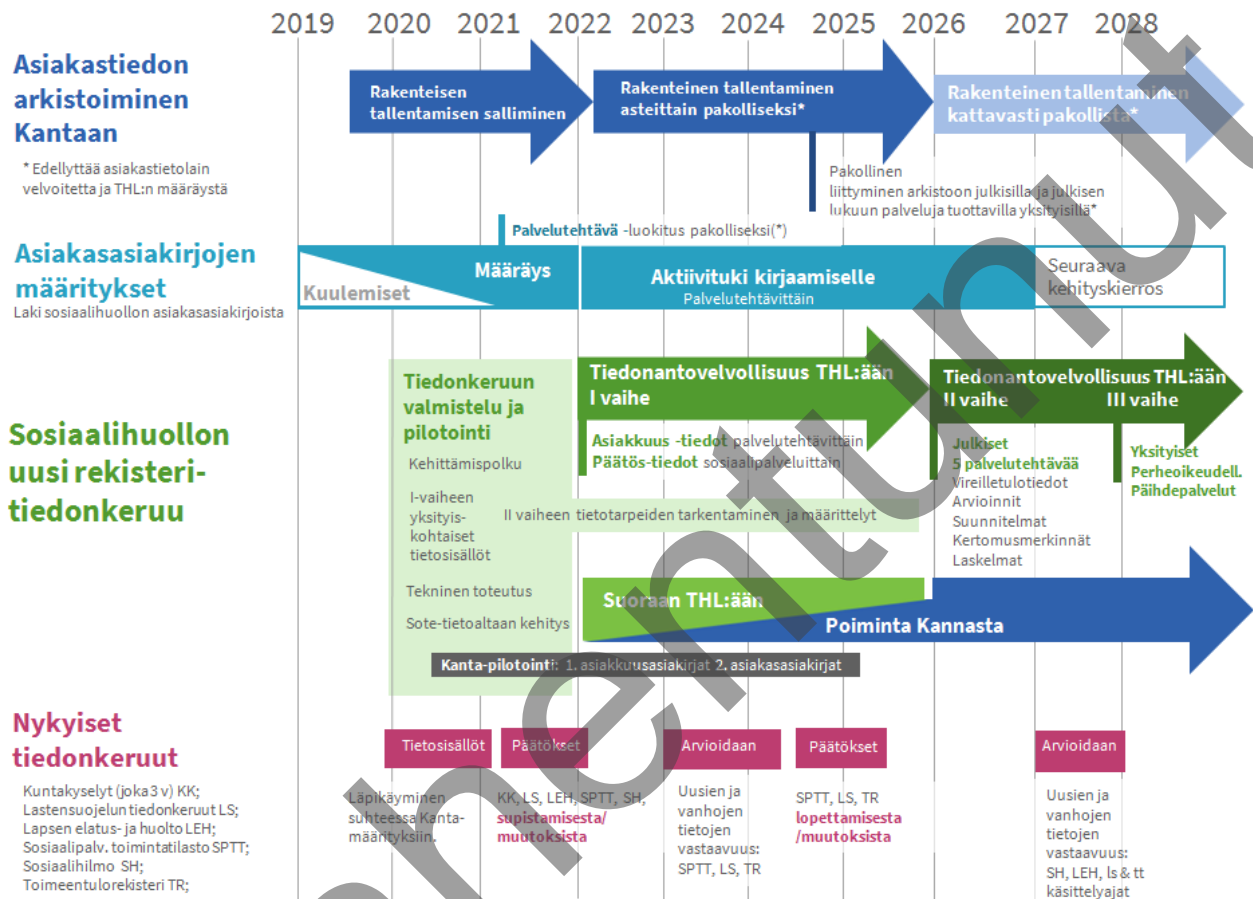 2019 2020 2021 2022 2023 2024 2025 2026 2027 2028
Asiakastiedon
arkistoiminen
Kantaan
* Edellyttää asiakastietolain
velvoitetta ja THL:n määräystä
Rakenteisen
tallentamisen salliminen
Rakenteinen tallentaminen
asteittain pakolliseksi*
Rakenteinen tallentaminen
kattavasti pakollista*
Pakollinen
liittyminen arkistoon julkisilla ja julkisen
lukuun palveluja tuottavilla yksityisillä*
Asiakasasiakirjojen
määritykset
Laki sosiaalihuollon asiakasasiakirjoista
Palvelutehtävä -luokitus pakolliseksi(*)
Kuulemiset
Määräys
Aktiivituki kirjaamiselle
Palvelutehtävittäin
Seuraava
kehityskierros
Sosiaalihuollon
uusi rekisteri-
tiedonkeruu
Tiedonkeruun
valmistelu ja
pilotointi
Kehittämispolku
I-vaiheen
yksityis-
kohtaiset
tietosisällöt
Tekninen toteutus
Sote-tietoaltaan kehitys
Tiedonantovelvollisuus THL:ään
I vaihe
Asiakkuus -tiedot palvelutehtävittäin
Päätös-tiedot sosiaalipalveluittain
II vaiheen tietotarpeiden tarkentaminen ja määrittelyt
Tiedonantovelvollisuus THL:ään
II vaihe III vaihe
Julkiset
5 palvelutehtävää
Vireilletulotiedot
Arvioinnit
Suunnitelmat
Kertomusmerkinnät
Laskelmat
Yksityiset
Perheoikeudell.
Päihdepalvelut
Suoraan THL:ään
Poiminta Kannasta
Kanta-pilotointi: 1. asiakkuusasiakirjat 2. asiakasasiakirjat
Nykyiset
tiedonkeruut
Kuntakyselyt (joka 3 v) KK;
Lastensuojelun tiedonkeruut LS;
Lapsen elatus- ja huolto LEH;
Sosiaalipalv. toimintatilasto SPTT;
Sosiaalihilmo SH;
Toimeentulorekisteri TR;
Tietosisällöt
Läpikäyminen
suhteessa Kanta-
määrityksiin.
Päätökset
KK, LS, LEH, SPTT, SH,
supistamisesta/
muutoksista
Arvioidaan
Uusien ja
vanhojen
tietojen
vastaavuus:
SPTT, LS, TR
Päätökset
SPTT, LS, TR
lopettamisesta
/muutoksista
Arvioidaan
Uusien ja
vanhojen
tietojen
vastaavuus:
SH, LEH, ls & tt
käsittelyajat